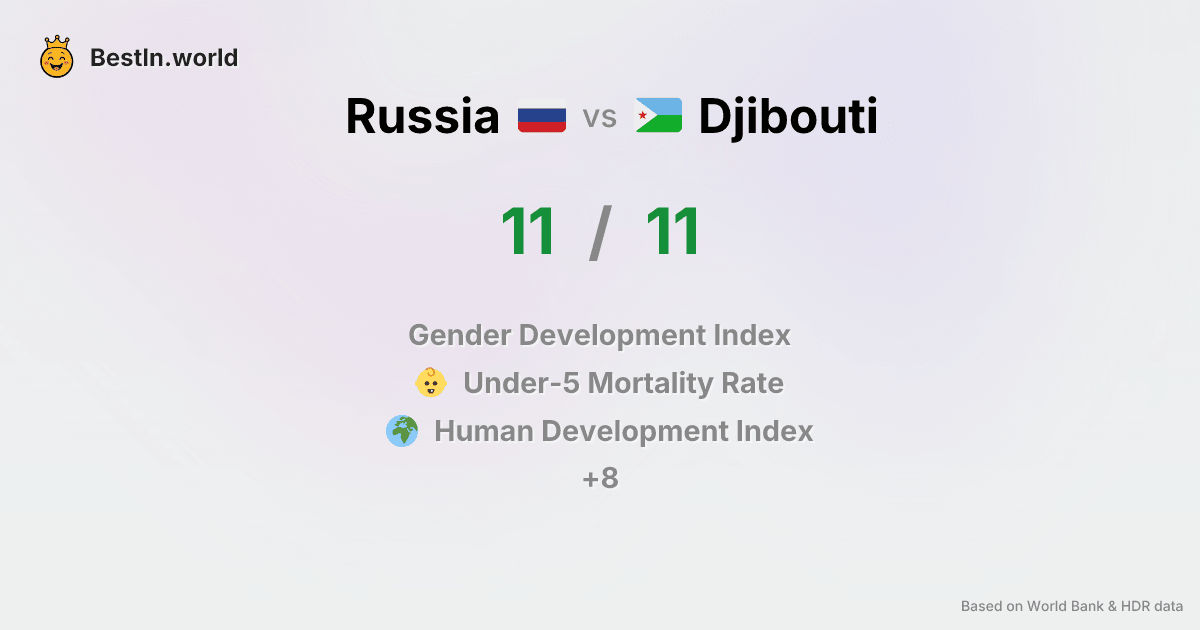 BestIn.world
Russia vs Djibouti
11 / 11
Gender Development Index
Under-5 Mortality Rate
Human Development Index
+8
Based on World Bank & HDR data